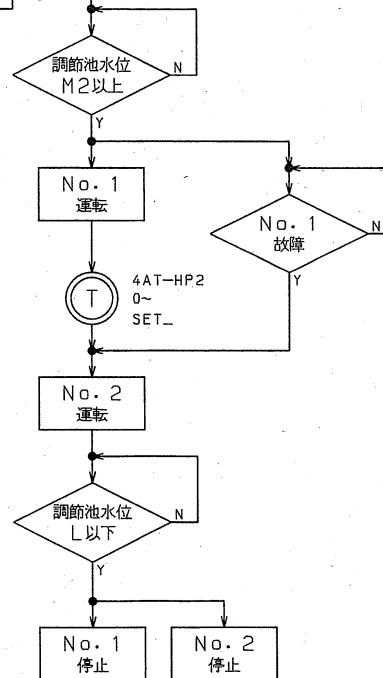 調節池水位
M2以上
N
Y
No. 1
運転
No. 1
故障
N
Y
T
4AT-HP2
0~
SET_
No. 2
運転
調節池水位
L以下
N
Y
No. 1
停止
No. 2
停止